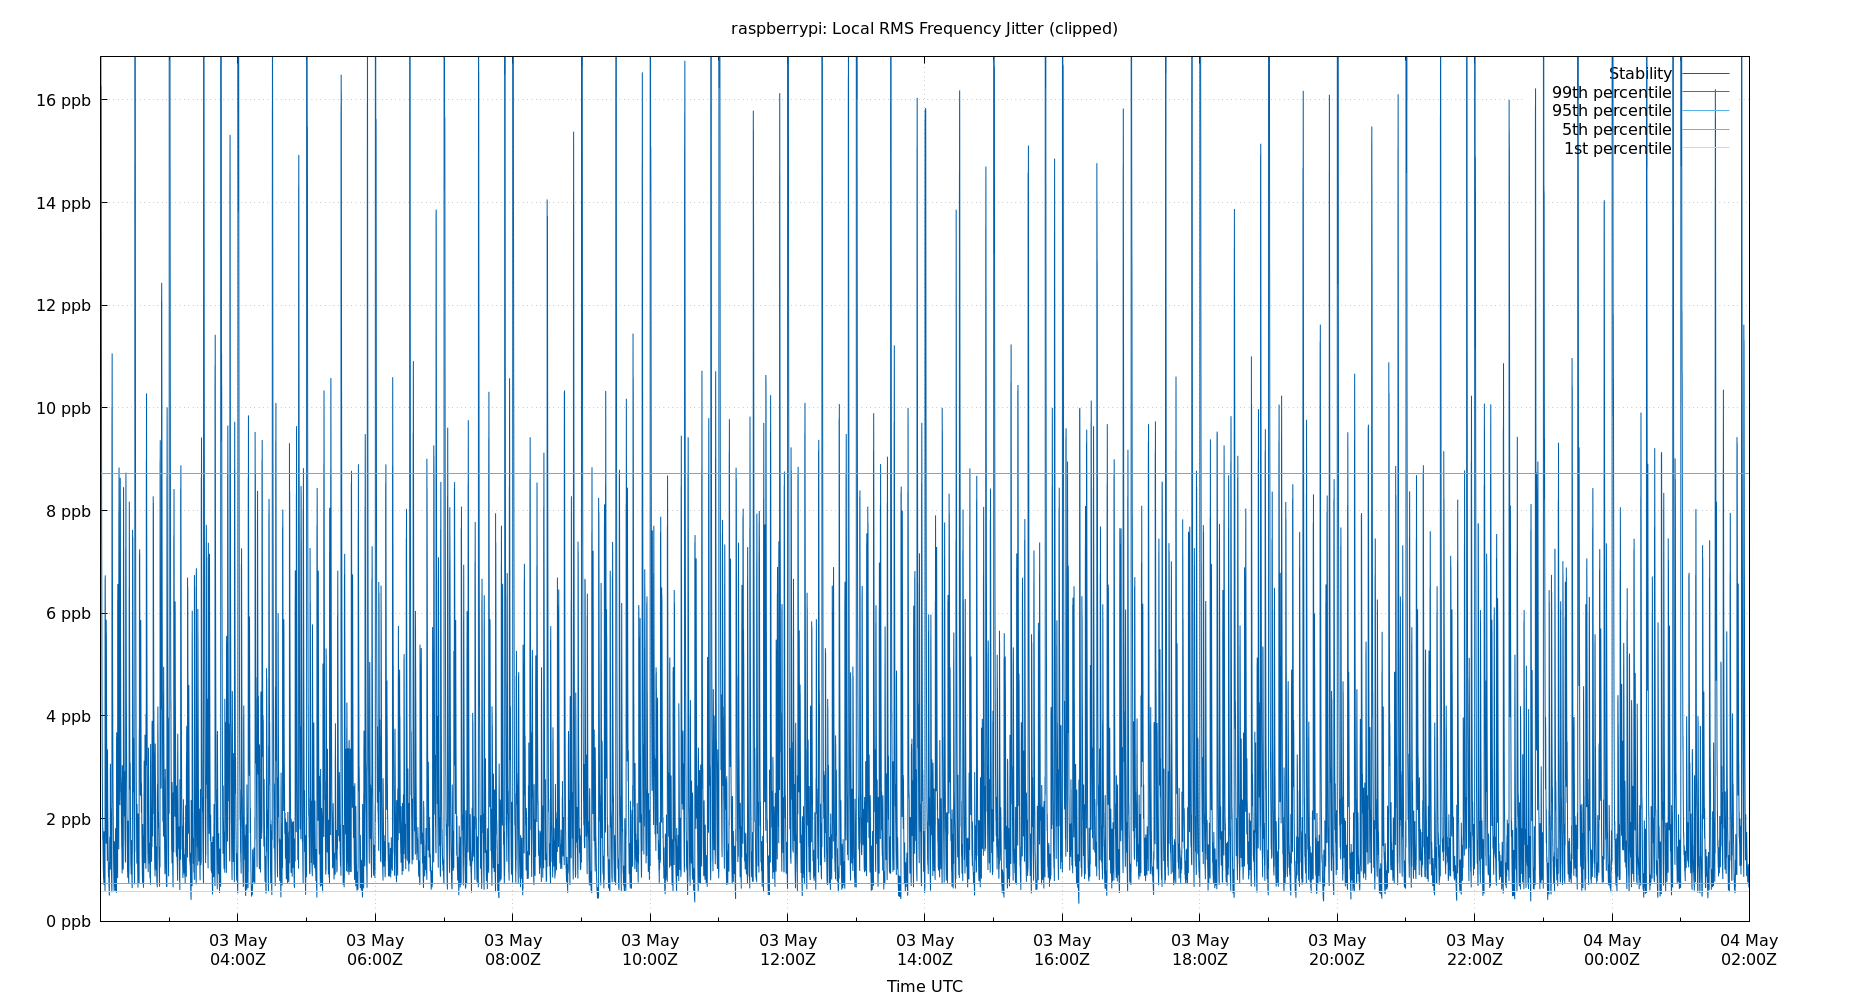 raspberrypi: Local RMS Frequency Jitter (clipped)
Stability
99th percentile
95th percentile
5th percentile
1st percentile
16 ppb
14 ppb
12 ppb
10 ppb
8 ppb
6 ppb
4 ppb
2 ppb
0 ppb
03 May 03 May 03 May 03 May 03 May 03 May 03 May 03 May 03 May 03 May 04 May 04 May
04:00Z 06:00Z 08:00Z 10:00Z 12:00Z 14:00Z 16:00Z 18:00Z 20:00Z 22:00Z 00:00Z 02:00Z
Time UTC